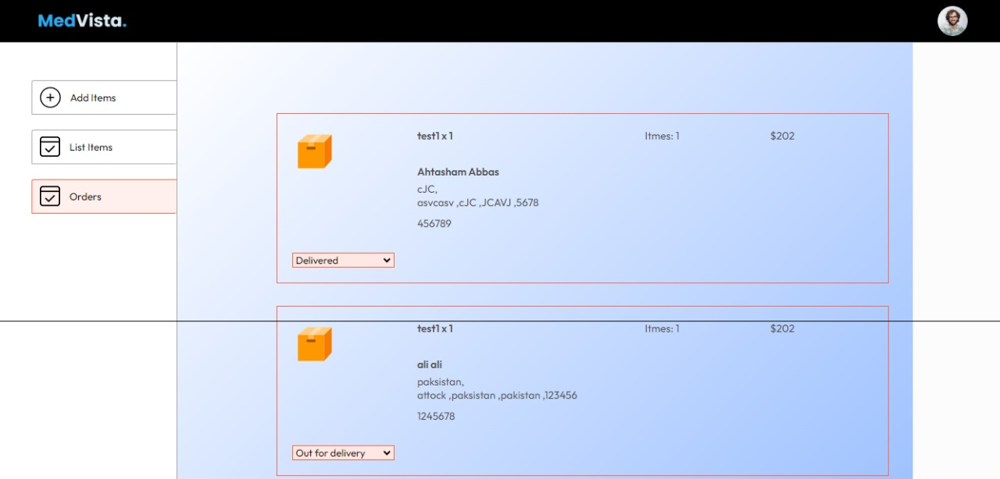 MedVista.
Add Items
List Items
Orders
test1 x 1
Itmes: 1
$202
Ahtasham Abbas
cJC,
asvcasv ,cJC ,JCAVJ ,5678
456789
Delivered
test1 x 1
Itmes: 1
$202
ali ali
paksistan,
attock ,paksistan ,pakistan ,123456
1245678
Out for delivery